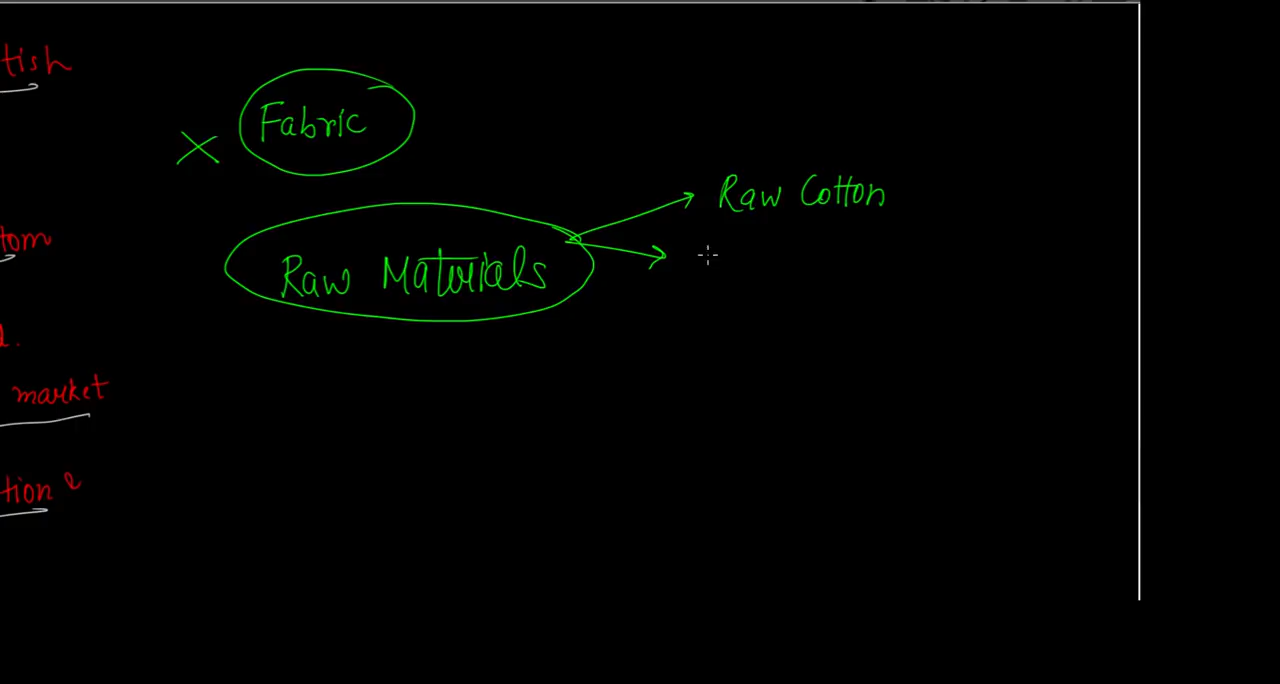 tish
Fabric
X
Raw Cotton
tom
Raw Materials
d.
market
tion &